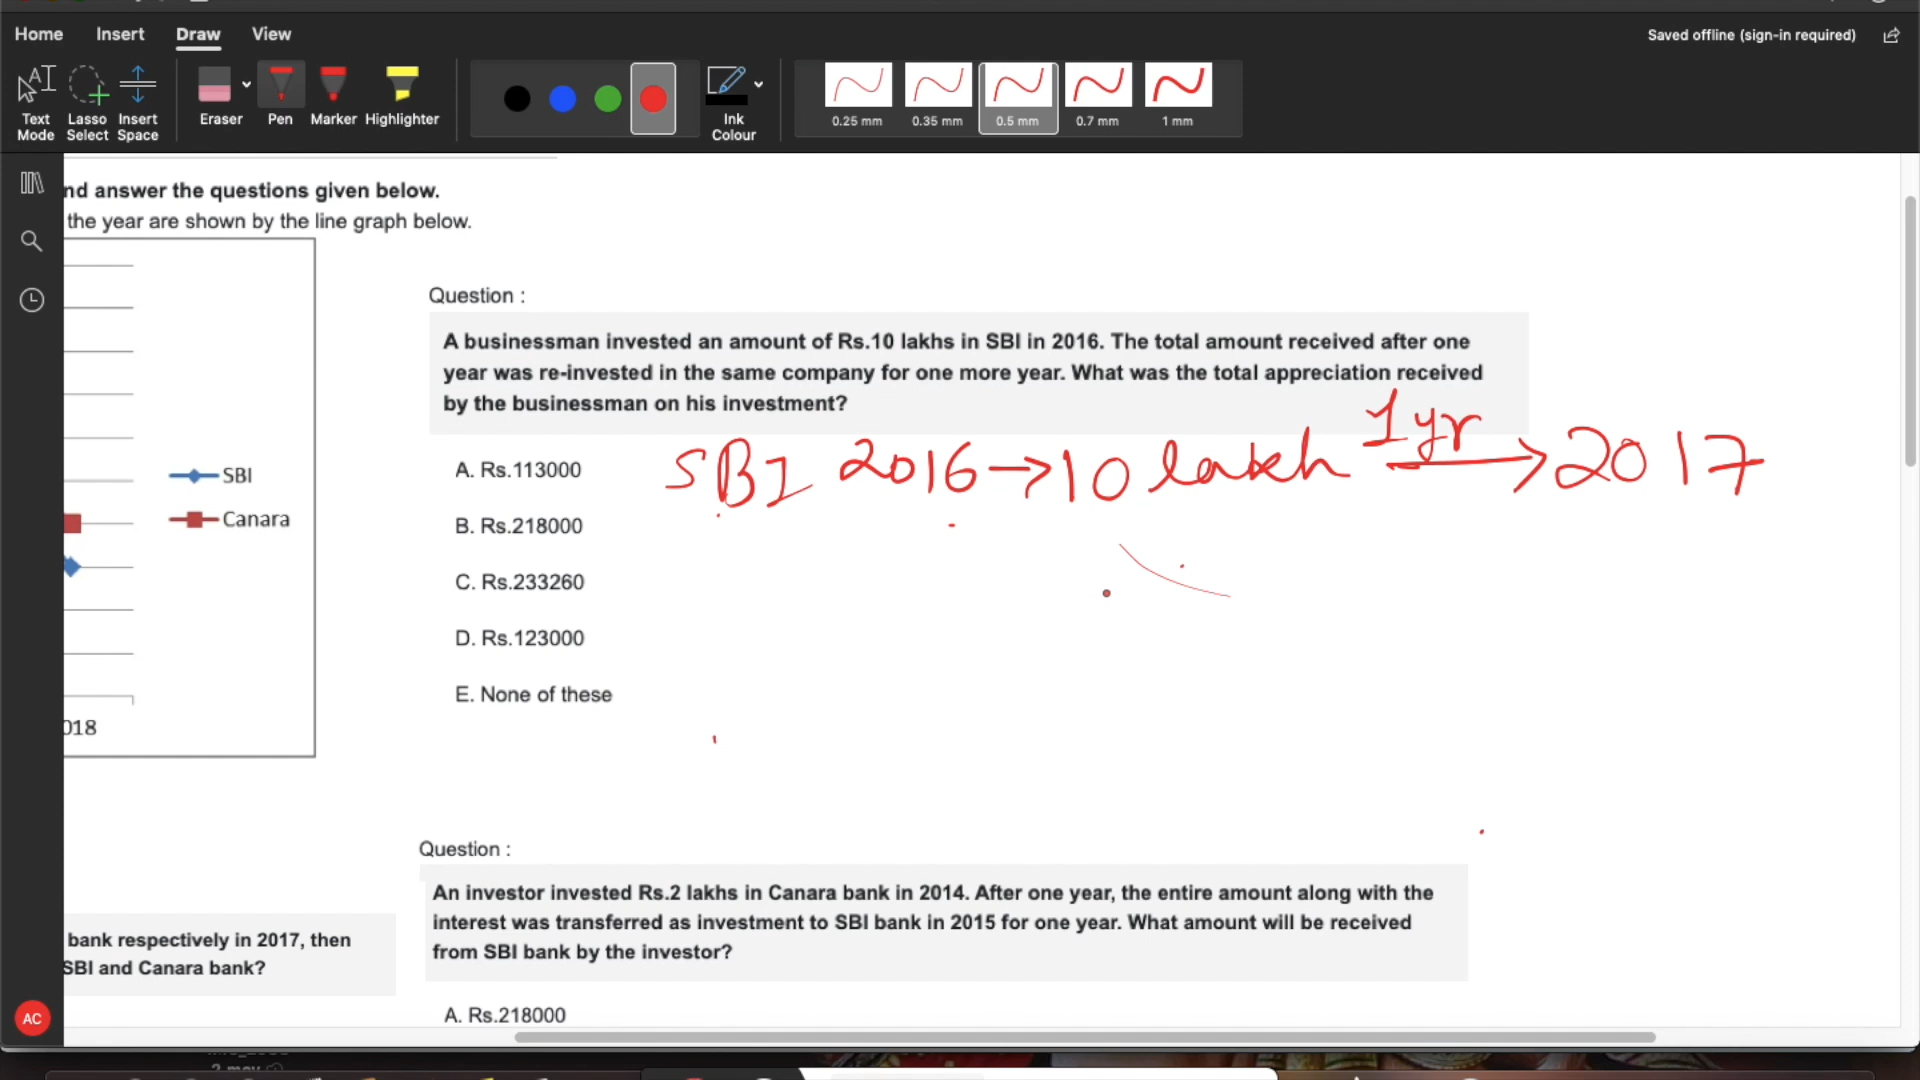 Home Insert Draw View Saved offline (sign-in required)
Text Mode Lasso Select Insert Space Eraser Pen Marker Highlighter Ink Colour 0.25 mm 0.35 mm 0.5 mm 0.7 mm 1 mm
nd answer the questions given below.
the year are shown by the line graph below.
SBI
Canara
018
Question :
A businessman invested an amount of Rs.10 lakhs in SBI in 2016. The total amount received after one
year was re-invested in the same company for one more year. What was the total appreciation received
by the businessman on his investment?
1 yr
SBI 2016 → 10 lakh → 2017
A. Rs.113000
B. Rs.218000
C. Rs.233260
D. Rs.123000
E. None of these
bank respectively in 2017, then
SBI and Canara bank?
Question :
An investor invested Rs.2 lakhs in Canara bank in 2014. After one year, the entire amount along with the
interest was transferred as investment to SBI bank in 2015 for one year. What amount will be received
from SBI bank by the investor?
A. Rs.218000
AC